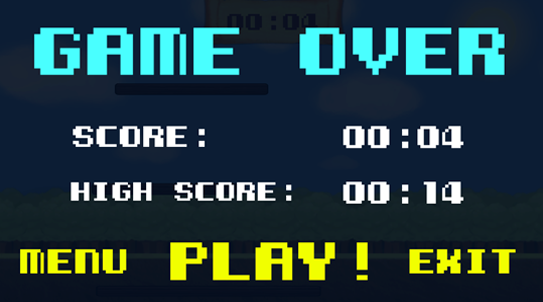 00:04
GAME OVER
SCORE: 00:04
HIGH SCORE: 00:14
MENU PLAY! EXIT